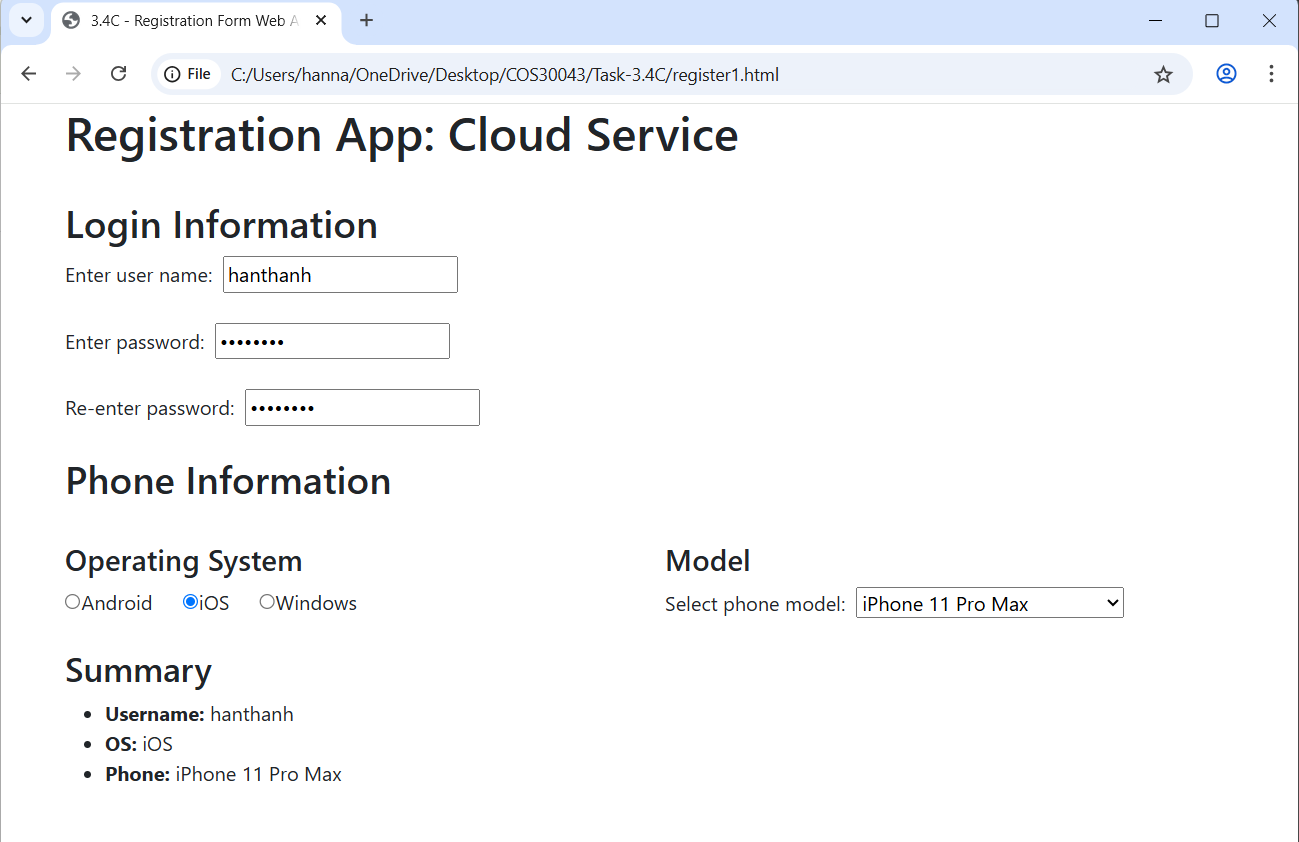 3.4C - Registration Form Web A
File C:/Users/hanna/OneDrive/Desktop/COS30043/Task-3.4C/register1.html
Registration App: Cloud Service
Login Information
Enter user name: hanthanh
Enter password: ••••••••
Re-enter password: ••••••••
Phone Information
Operating System
Android iOS Windows
Model
Select phone model: iPhone 11 Pro Max
Summary
• Username: hanthanh
• OS: iOS
• Phone: iPhone 11 Pro Max